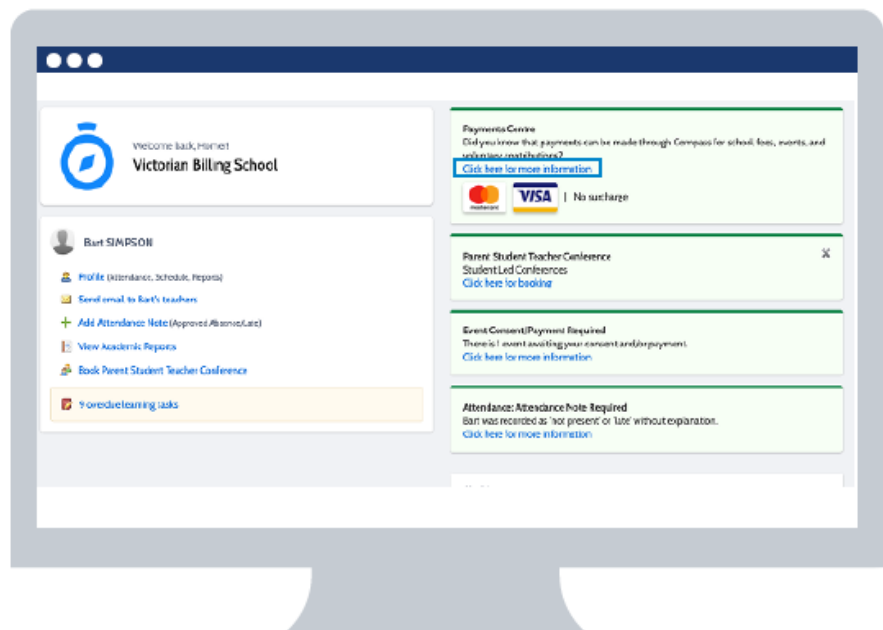 Welcome back, Homer!
Victorian Billing School
Bart SIMPSON
Profile (Attendance, Schedule, Reports)
Send email to Bart's teachers
Add Attendance Note (Approved Absence/Late)
View Academic Reports
Book Parent Student Teacher Conference
9 overdue learning tasks
Payments Centre
Did you know that payments can be made through Compass for school fees, events, and
voluntary contributions?
Click here for more information
mastercard VISA | No surcharge
Parent Student Teacher Conference
Student Led Conferences
Click here for booking
Event Consent/Payment Required
There is 1 event awaiting your consent and/or payment.
Click here for more information
Attendance: Attendance Note Required
Bart was recorded as 'not present' or 'late' without explanation.
Click here for more information